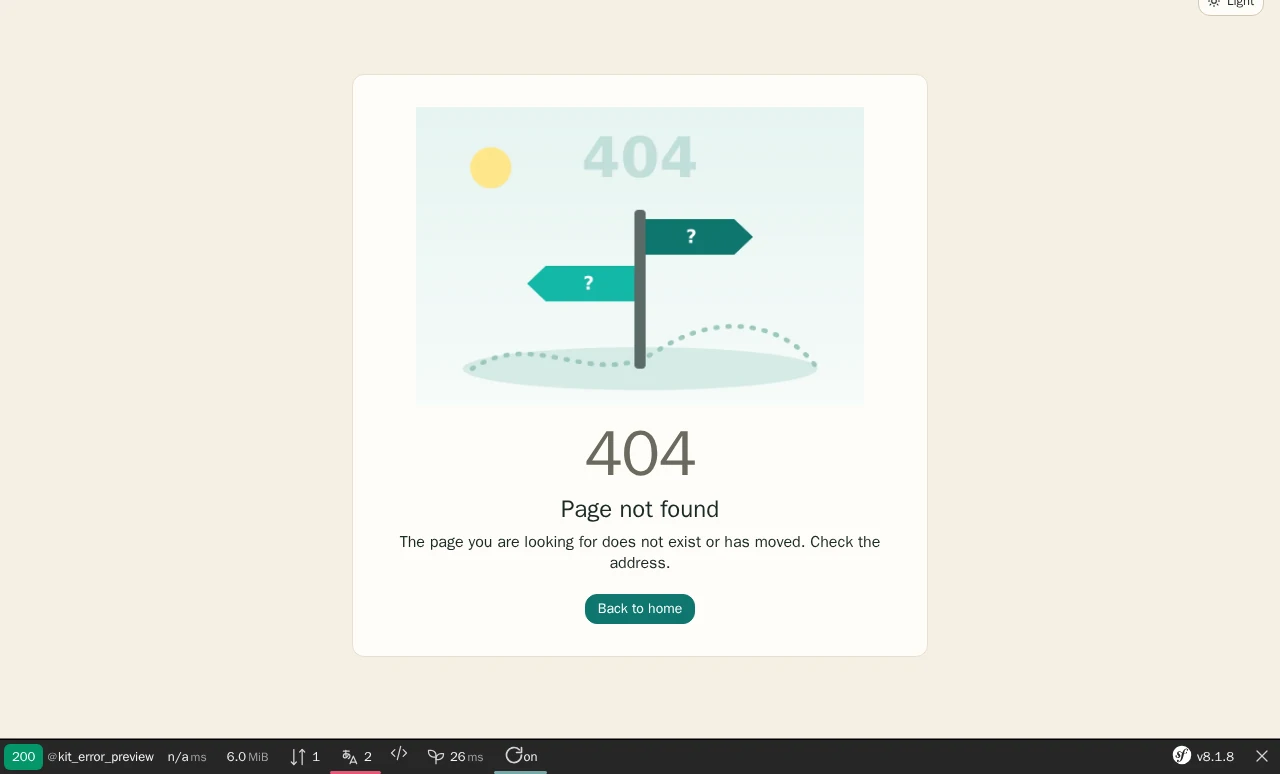 Light
404
?
?
404
Page not found
The page you are looking for does not exist or has moved. Check the
address.
Back to home
200 @kit_error_preview n/a ms 6.0 MiB 1 2 </> 26 ms on sf v8.1.8